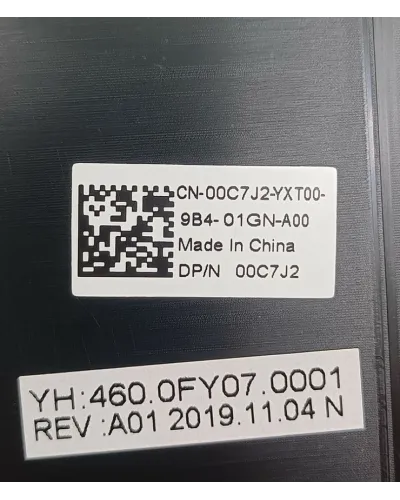 CN-00C7J2-YXT00-
9B4- 01GN-A00
Made In China
DP/N 00C7J2
YH:460.0FY07.0001
REV :A01 2019.11.04 N